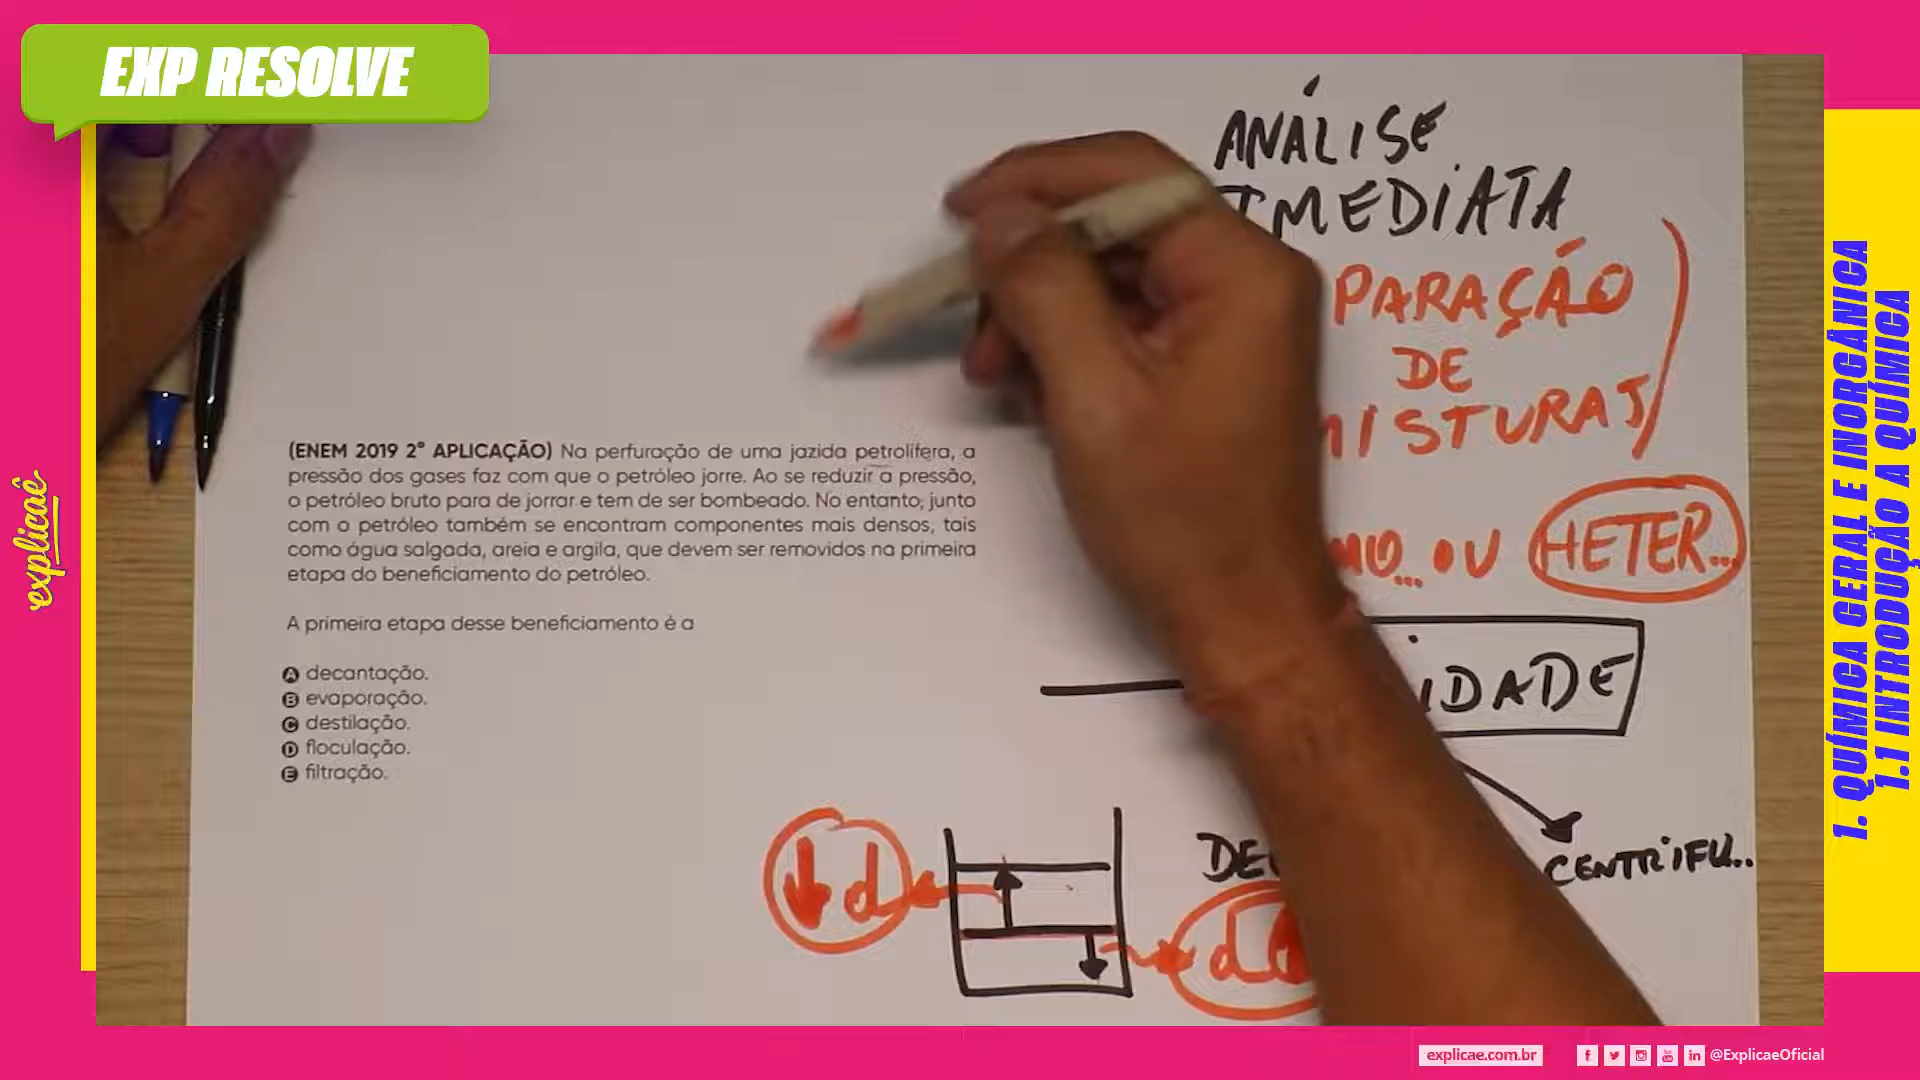 EXP RESOLVE
ANÁLISE
IMEDIATA
PARAÇÃO
DE
MISTURAS
OU HETER...
IDADE
(ENEM 2019 2ª APLICAÇÃO) Na perfuração de uma jazida petrolífera, a
pressão dos gases faz com que o petróleo jorre. Ao se reduzir a pressão,
o petróleo bruto para de jorrar e tem de ser bombeado. No entanto, junto
com o petróleo também se encontram componentes mais densos, tais
como água salgada, areia e argila, que devem ser removidos na primeira
etapa do beneficiamento do petróleo.
A primeira etapa desse beneficiamento é a
A decantação.
B evaporação.
C destilação.
D floculação.
E filtração.
d
DE
CENTRIFU..
d
explicaê
1. QUÍMICA GERAL E INORGÂNICA
1.1 INTRODUÇÃO A QUÍMICA
explicae.com.br
@ExplicaeOficial